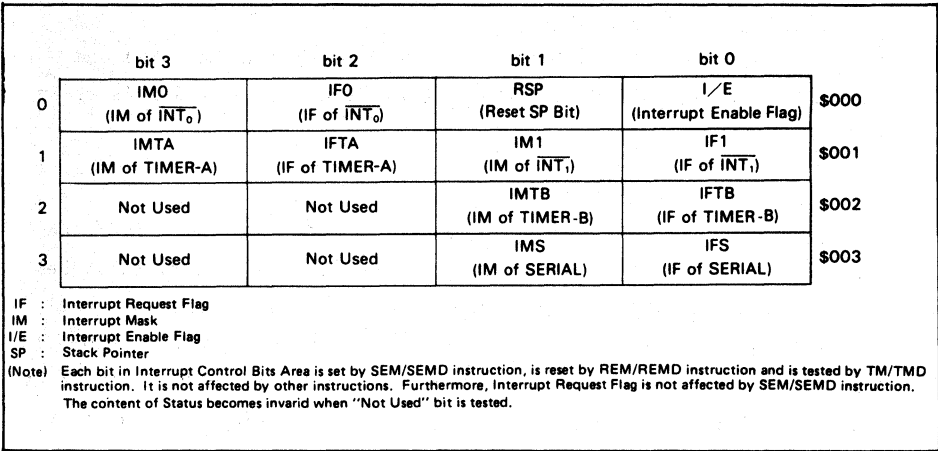 bit 3 bit 2 bit 1 bit 0
0 IM0 IF0 RSP I/E $000
(IM of INT₀) (IF of INT₀) (Reset SP Bit) (Interrupt Enable Flag)
1 IMTA IFTA IM1 IF1 $001
(IM of TIMER-A) (IF of TIMER-A) (IM of INT₁) (IF of INT₁)
2 Not Used Not Used IMTB IFTB $002
(IM of TIMER-B) (IF of TIMER-B)
3 Not Used Not Used IMS IFS $003
(IM of SERIAL) (IF of SERIAL)
IF : Interrupt Request Flag
IM : Interrupt Mask
I/E : Interrupt Enable Flag
SP : Stack Pointer
(Note) Each bit in Interrupt Control Bits Area is set by SEM/SEMD instruction, is reset by REM/REMD instruction and is tested by TM/TMD
instruction. It is not affected by other instructions. Furthermore, Interrupt Request Flag is not affected by SEM/SEMD instruction.
The content of Status becomes invarid when "Not Used" bit is tested.